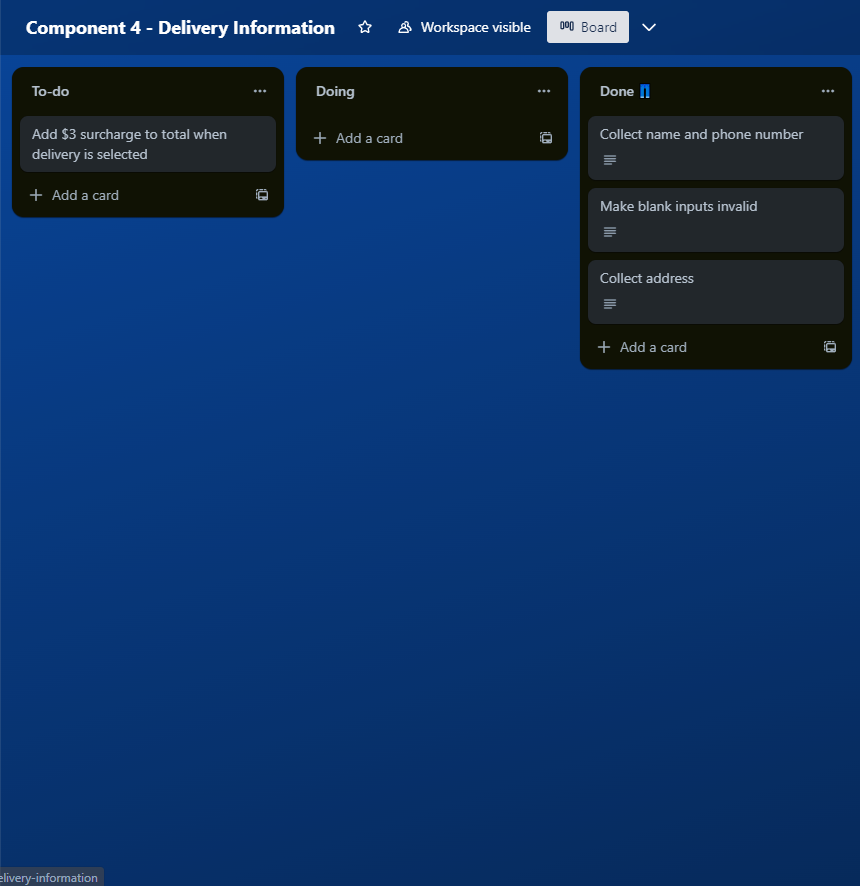 Component 4 - Delivery Information
Workspace visible
Board
To-do
Add $3 surcharge to total when
delivery is selected
Add a card
Doing
Add a card
Done 👖
Collect name and phone number
Make blank inputs invalid
Collect address
Add a card
elivery-information